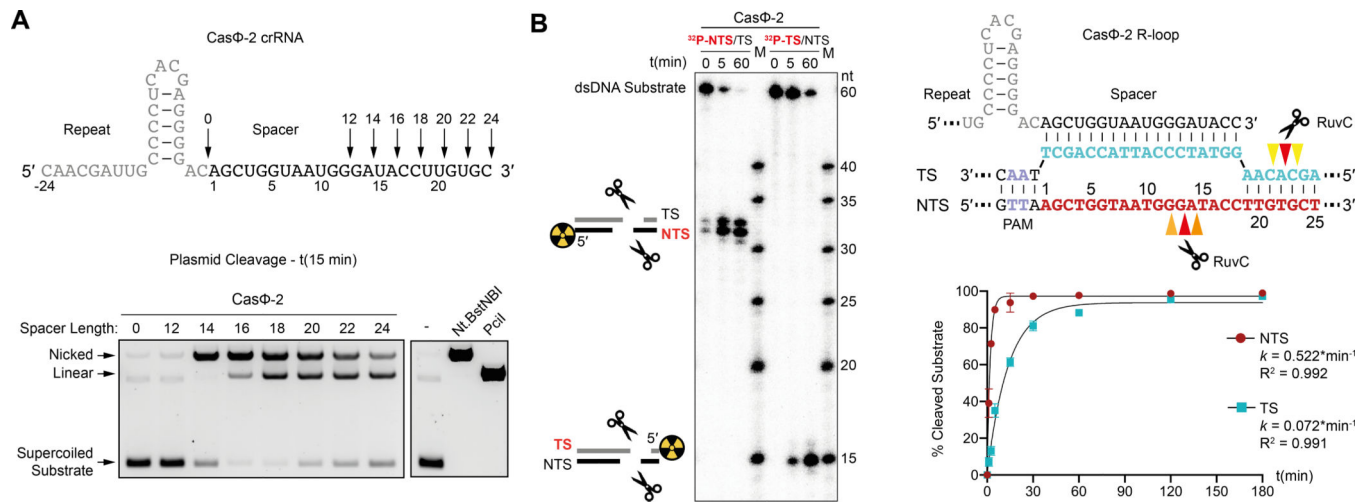 A
CasΦ-2 crRNA
A C
U C G
C A
C–G
C–G
C–G
C–G
Repeat
0 Spacer 12 14 16 18 20 22 24
5′ CAACGAUUG ACAGCUGGUAAUGGGAUACCUUGUGC 3′
-24 1 5 10 15 20
Plasmid Cleavage - t(15 min)
CasΦ-2
Spacer Length: 0 12 14 16 18 20 22 24 - Nt.BstNBI PciI
Nicked
Linear
Supercoiled
Substrate
B
CasΦ-2
³²P-NTS/TS ³²P-TS/NTS
M M
t(min) 0 5 60 0 5 60 nt
dsDNA Substrate 60
40
35
TS
NTS
5′
30
25
20
TS 5′
NTS
15
CasΦ-2 R-loop
A C
U C G
C A
C–G
C–G
C–G
C–G
Repeat Spacer
5′ UG ACAGCUGGUAAUGGGAUACC3′ RuvC
TCGACCATTACCCTATGG
TS 3′ CAAT AACACGA 5′
1 5 10 15
NTS 5′ GTTAAGCTGGTAATGGGATACCTTGTGCT 3′
PAM 20 25
RuvC
% Cleaved Substrate
100
80
60
40
20
0
0 30 60 90 120 150 180 t(min)
NTS
k = 0.522*min⁻¹
R² = 0.992
TS
k = 0.072*min⁻¹
R² = 0.991